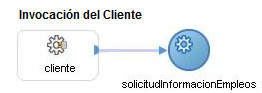 Invocación del Cliente
cliente
solicitudInformacionEmpleos